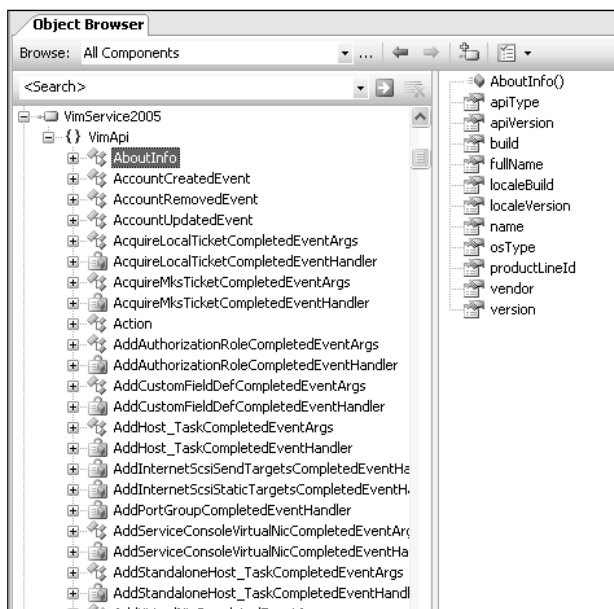 Object Browser
Browse: All Components
<Search>
VimService2005
{} VimApi
AboutInfo
AccountCreatedEvent
AccountRemovedEvent
AccountUpdatedEvent
AcquireLocalTicketCompletedEventArgs
AcquireLocalTicketCompletedEventHandler
AcquireMksTicketCompletedEventArgs
AcquireMksTicketCompletedEventHandler
Action
AddAuthorizationRoleCompletedEventArgs
AddAuthorizationRoleCompletedEventHandler
AddCustomFieldDefCompletedEventArgs
AddCustomFieldDefCompletedEventHandler
AddHost_TaskCompletedEventArgs
AddHost_TaskCompletedEventHandler
AddInternetScsiSendTargetsCompletedEventHa
AddInternetScsiStaticTargetsCompletedEventH
AddPortGroupCompletedEventHandler
AddServiceConsoleVirtualNicCompletedEventArg
AddServiceConsoleVirtualNicCompletedEventHa
AddStandaloneHost_TaskCompletedEventArgs
AddStandaloneHost_TaskCompletedEventHandl
AboutInfo()
apiType
apiVersion
build
fullName
localeBuild
localeVersion
name
osType
productLineId
vendor
version